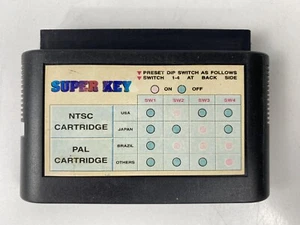 SUPER KEY
▼ PRESET DIP SWITCH AS FOLLOWS
▼ SWITCH 1-4 AT BACK SIDE
ON OFF
SW1 SW2 SW3 SW4
NTSC CARTRIDGE
USA
JAPAN
PAL CARTRIDGE
BRAZIL
OTHERS